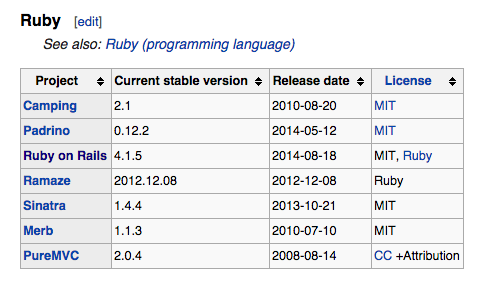 Ruby [edit]
See also: Ruby (programming language)
Project Current stable version Release date License
Camping 2.1 2010-08-20 MIT
Padrino 0.12.2 2014-05-12 MIT
Ruby on Rails 4.1.5 2014-08-18 MIT, Ruby
Ramaze 2012.12.08 2012-12-08 Ruby
Sinatra 1.4.4 2013-10-21 MIT
Merb 1.1.3 2010-07-10 MIT
PureMVC 2.0.4 2008-08-14 CC +Attribution